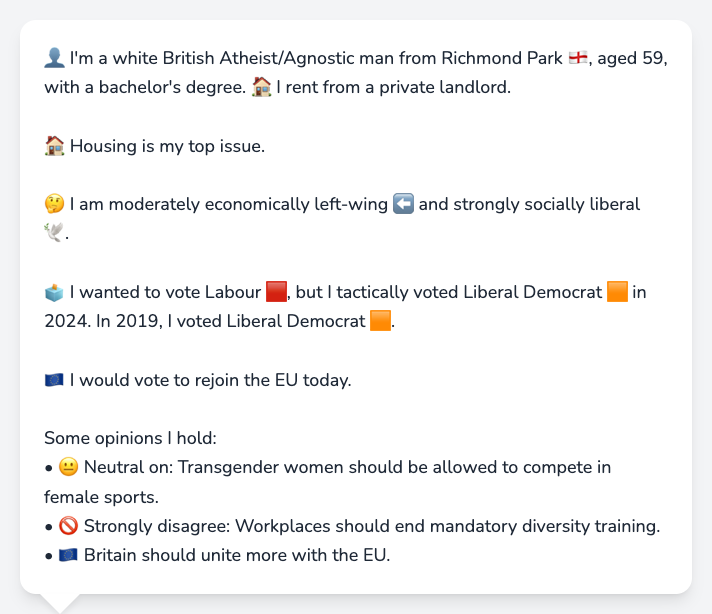 👤 I'm a white British Atheist/Agnostic man from Richmond Park 🏴󠁧󠁢󠁥󠁮󠁧󠁿, aged 59,
with a bachelor's degree. 🏠 I rent from a private landlord.
🏠 Housing is my top issue.
🤔 I am moderately economically left-wing ⬅️ and strongly socially liberal
🕊️.
🗳️ I wanted to vote Labour 🟥, but I tactically voted Liberal Democrat 🟧 in
2024. In 2019, I voted Liberal Democrat 🟧.
🇪🇺 I would vote to rejoin the EU today.
Some opinions I hold:
• 😐 Neutral on: Transgender women should be allowed to compete in
female sports.
• 🚫 Strongly disagree: Workplaces should end mandatory diversity training.
• 🇪🇺 Britain should unite more with the EU.